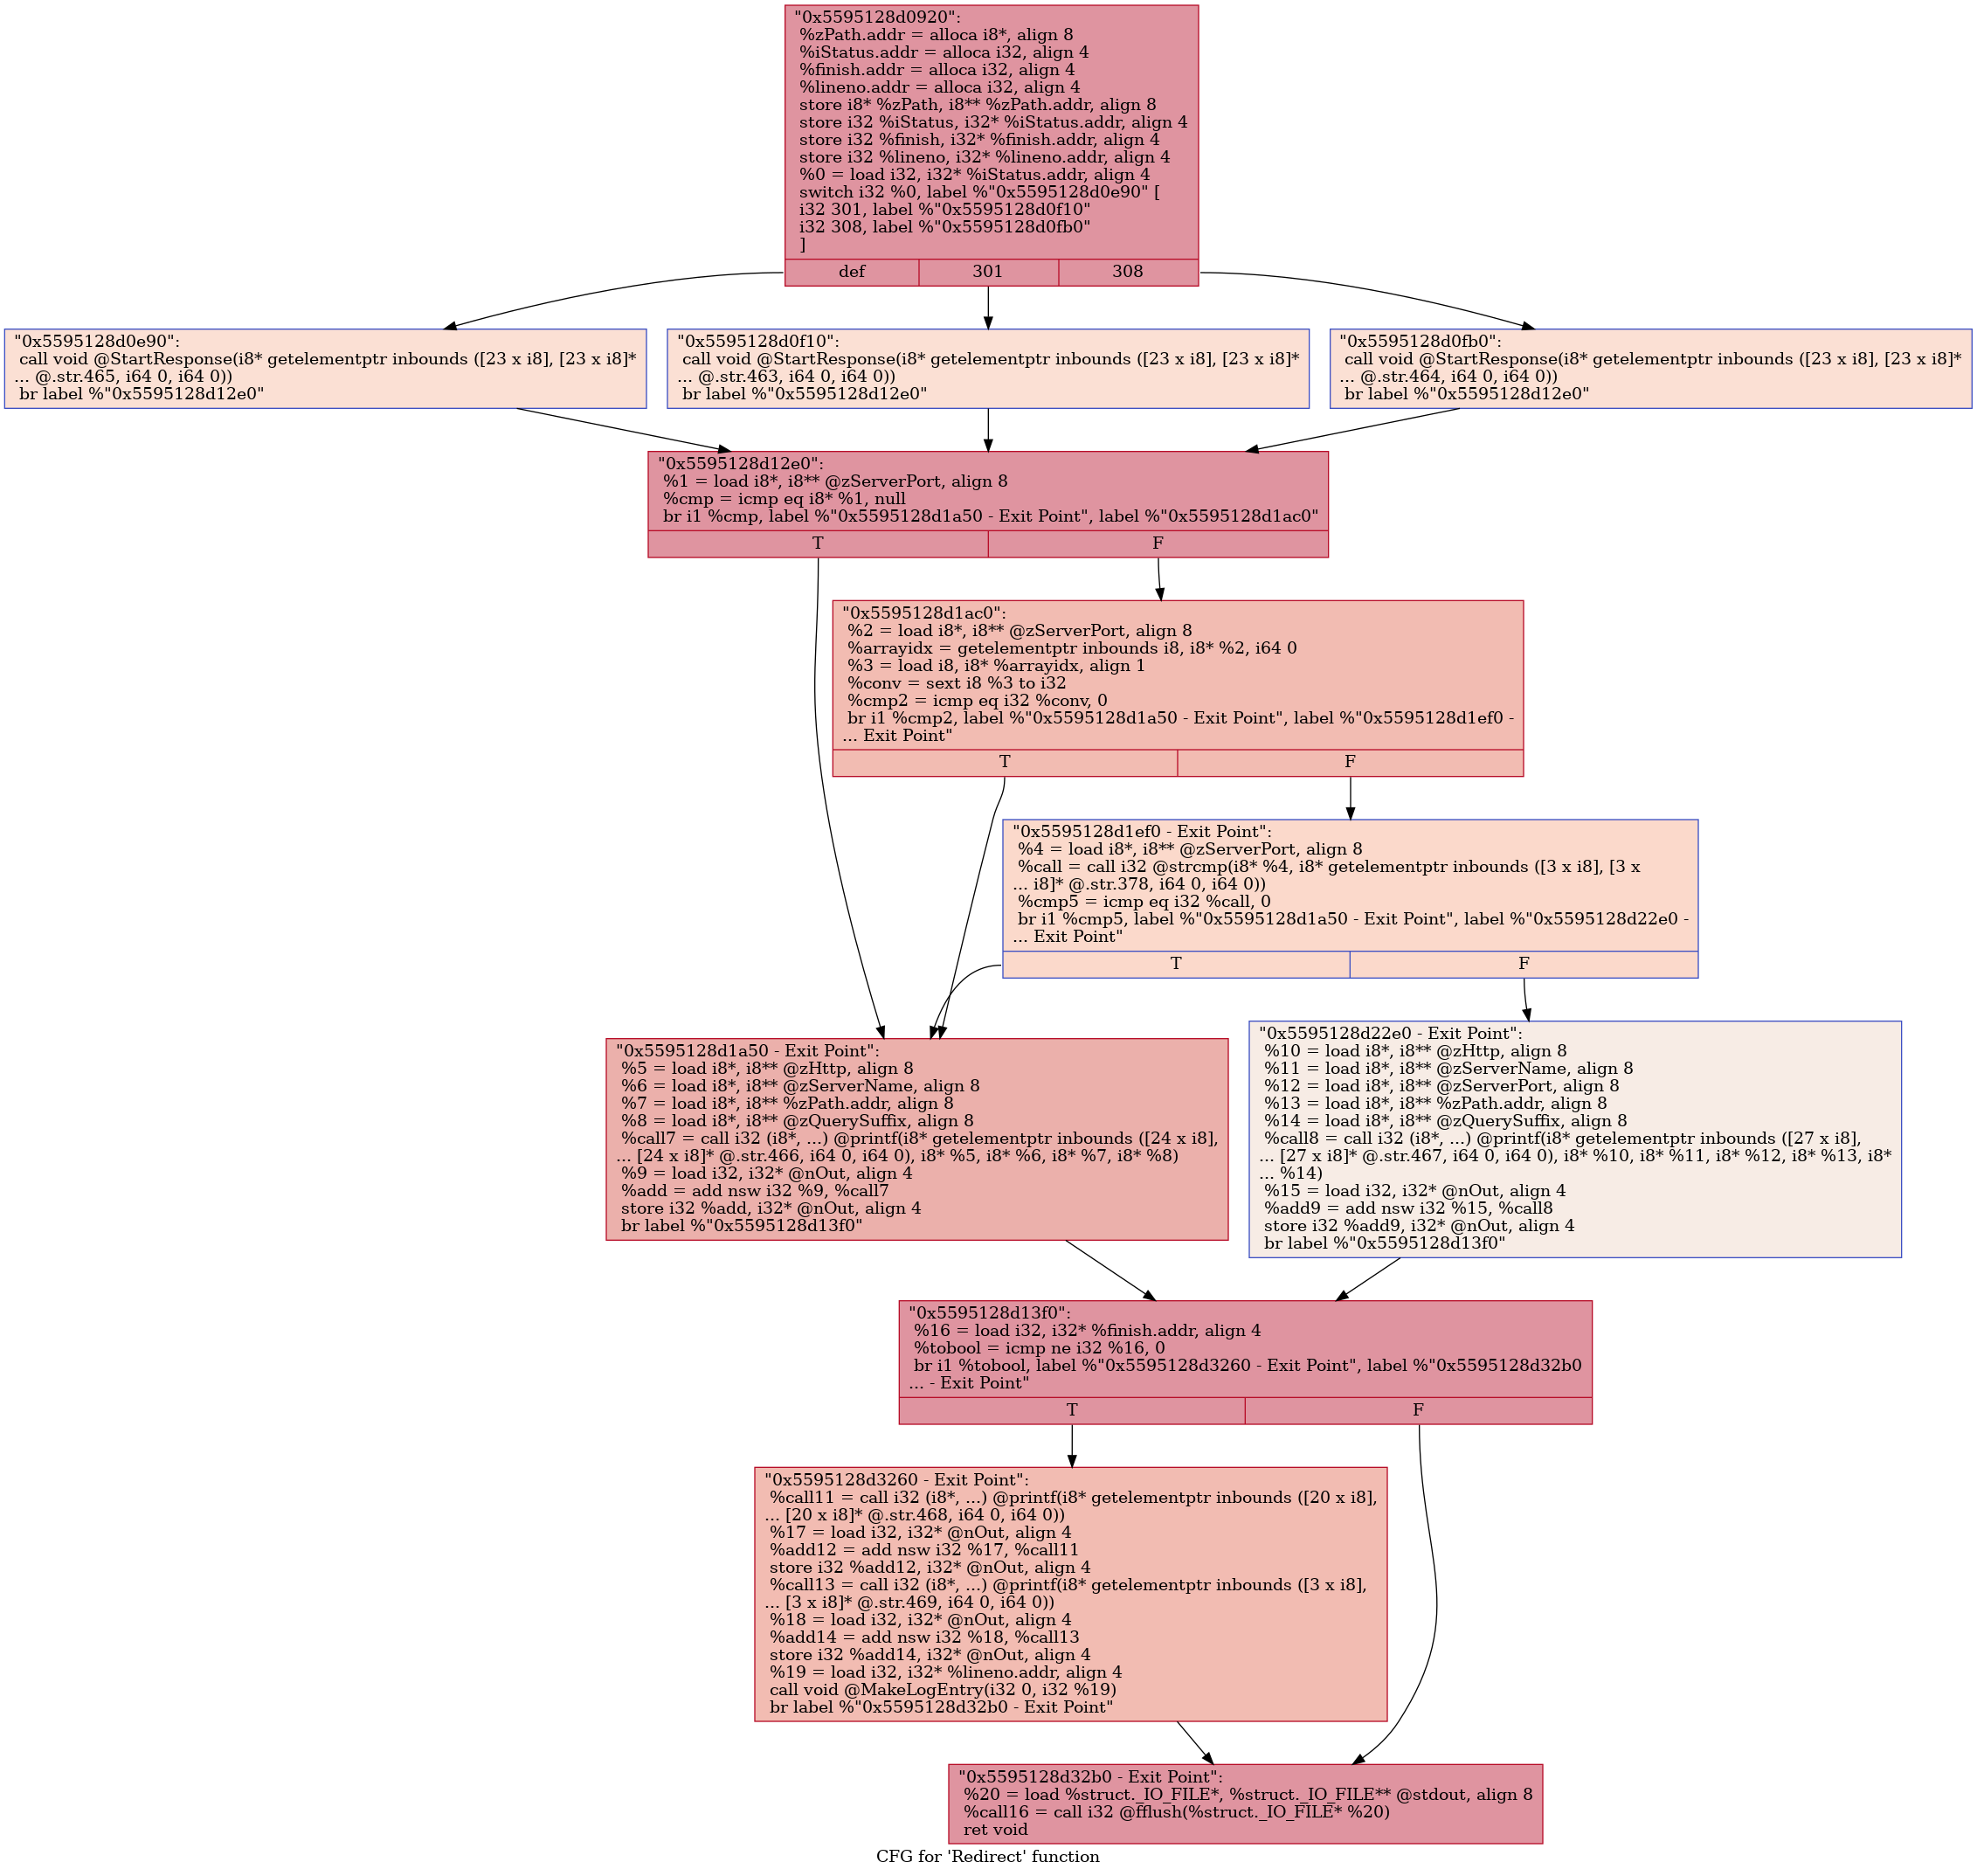 "0x5595128d0920":
%zPath.addr = alloca i8*, align 8
%iStatus.addr = alloca i32, align 4
%finish.addr = alloca i32, align 4
%lineno.addr = alloca i32, align 4
store i8* %zPath, i8** %zPath.addr, align 8
store i32 %iStatus, i32* %iStatus.addr, align 4
store i32 %finish, i32* %finish.addr, align 4
store i32 %lineno, i32* %lineno.addr, align 4
%0 = load i32, i32* %iStatus.addr, align 4
switch i32 %0, label %"0x5595128d0e90" [
i32 301, label %"0x5595128d0f10"
i32 308, label %"0x5595128d0fb0"
]
def
301
308
"0x5595128d0e90":
call void @StartResponse(i8* getelementptr inbounds ([23 x i8], [23 x i8]*
... @.str.465, i64 0, i64 0))
br label %"0x5595128d12e0"
"0x5595128d0f10":
call void @StartResponse(i8* getelementptr inbounds ([23 x i8], [23 x i8]*
... @.str.463, i64 0, i64 0))
br label %"0x5595128d12e0"
"0x5595128d0fb0":
call void @StartResponse(i8* getelementptr inbounds ([23 x i8], [23 x i8]*
... @.str.464, i64 0, i64 0))
br label %"0x5595128d12e0"
"0x5595128d12e0":
%1 = load i8*, i8** @zServerPort, align 8
%cmp = icmp eq i8* %1, null
br i1 %cmp, label %"0x5595128d1a50 - Exit Point", label %"0x5595128d1ac0"
T
F
"0x5595128d1ac0":
%2 = load i8*, i8** @zServerPort, align 8
%arrayidx = getelementptr inbounds i8, i8* %2, i64 0
%3 = load i8, i8* %arrayidx, align 1
%conv = sext i8 %3 to i32
%cmp2 = icmp eq i32 %conv, 0
br i1 %cmp2, label %"0x5595128d1a50 - Exit Point", label %"0x5595128d1ef0 -
... Exit Point"
T
F
"0x5595128d1ef0 - Exit Point":
%4 = load i8*, i8** @zServerPort, align 8
%call = call i32 @strcmp(i8* %4, i8* getelementptr inbounds ([3 x i8], [3 x
... i8]* @.str.378, i64 0, i64 0))
%cmp5 = icmp eq i32 %call, 0
br i1 %cmp5, label %"0x5595128d1a50 - Exit Point", label %"0x5595128d22e0 -
... Exit Point"
T
F
"0x5595128d1a50 - Exit Point":
%5 = load i8*, i8** @zHttp, align 8
%6 = load i8*, i8** @zServerName, align 8
%7 = load i8*, i8** %zPath.addr, align 8
%8 = load i8*, i8** @zQuerySuffix, align 8
%call7 = call i32 (i8*, ...) @printf(i8* getelementptr inbounds ([24 x i8],
... [24 x i8]* @.str.466, i64 0, i64 0), i8* %5, i8* %6, i8* %7, i8* %8)
%9 = load i32, i32* @nOut, align 4
%add = add nsw i32 %9, %call7
store i32 %add, i32* @nOut, align 4
br label %"0x5595128d13f0"
"0x5595128d22e0 - Exit Point":
%10 = load i8*, i8** @zHttp, align 8
%11 = load i8*, i8** @zServerName, align 8
%12 = load i8*, i8** @zServerPort, align 8
%13 = load i8*, i8** %zPath.addr, align 8
%14 = load i8*, i8** @zQuerySuffix, align 8
%call8 = call i32 (i8*, ...) @printf(i8* getelementptr inbounds ([27 x i8],
... [27 x i8]* @.str.467, i64 0, i64 0), i8* %10, i8* %11, i8* %12, i8* %13, i8*
... %14)
%15 = load i32, i32* @nOut, align 4
%add9 = add nsw i32 %15, %call8
store i32 %add9, i32* @nOut, align 4
br label %"0x5595128d13f0"
"0x5595128d13f0":
%16 = load i32, i32* %finish.addr, align 4
%tobool = icmp ne i32 %16, 0
br i1 %tobool, label %"0x5595128d3260 - Exit Point", label %"0x5595128d32b0
... - Exit Point"
T
F
"0x5595128d3260 - Exit Point":
%call11 = call i32 (i8*, ...) @printf(i8* getelementptr inbounds ([20 x i8],
... [20 x i8]* @.str.468, i64 0, i64 0))
%17 = load i32, i32* @nOut, align 4
%add12 = add nsw i32 %17, %call11
store i32 %add12, i32* @nOut, align 4
%call13 = call i32 (i8*, ...) @printf(i8* getelementptr inbounds ([3 x i8],
... [3 x i8]* @.str.469, i64 0, i64 0))
%18 = load i32, i32* @nOut, align 4
%add14 = add nsw i32 %18, %call13
store i32 %add14, i32* @nOut, align 4
%19 = load i32, i32* %lineno.addr, align 4
call void @MakeLogEntry(i32 0, i32 %19)
br label %"0x5595128d32b0 - Exit Point"
"0x5595128d32b0 - Exit Point":
%20 = load %struct._IO_FILE*, %struct._IO_FILE** @stdout, align 8
%call16 = call i32 @fflush(%struct._IO_FILE* %20)
ret void
CFG for 'Redirect' function